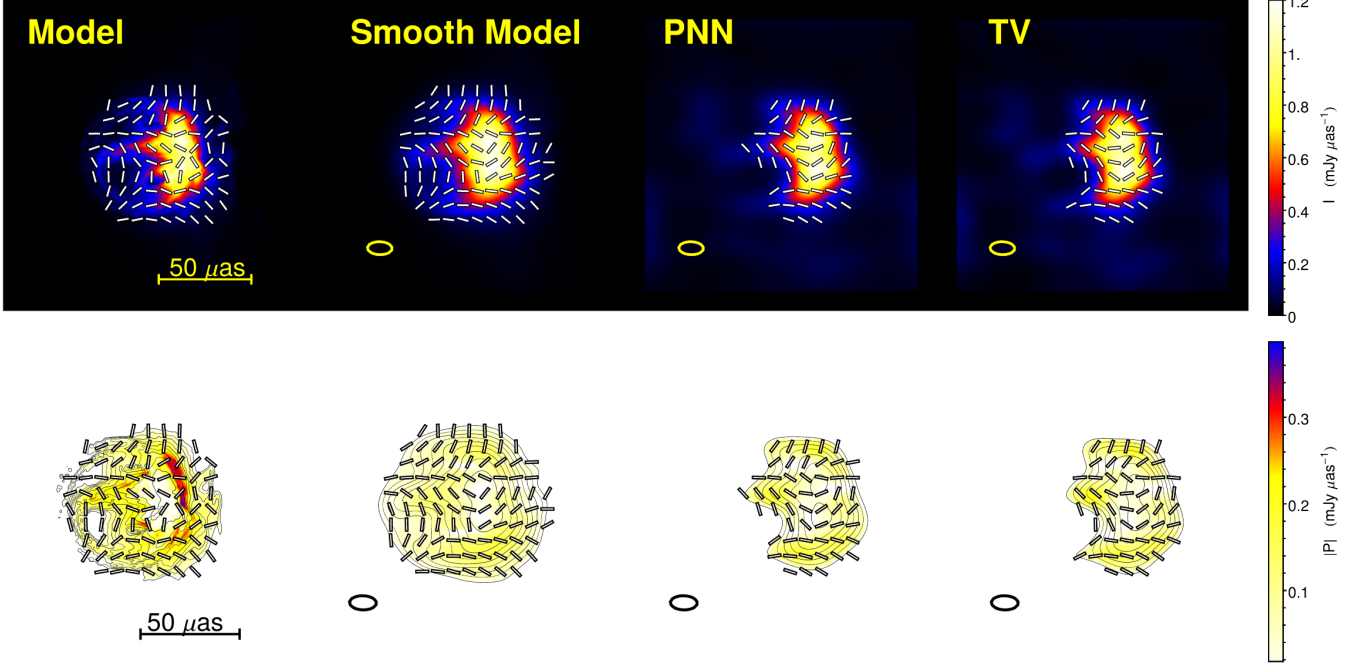 Model Smooth Model PNN TV
50 μas
1.2
1.
0.8
0.6
0.4
0.2
0
I (mJy μas⁻¹)
50 μas
0.3
0.2
0.1
|P| (mJy μas⁻¹)